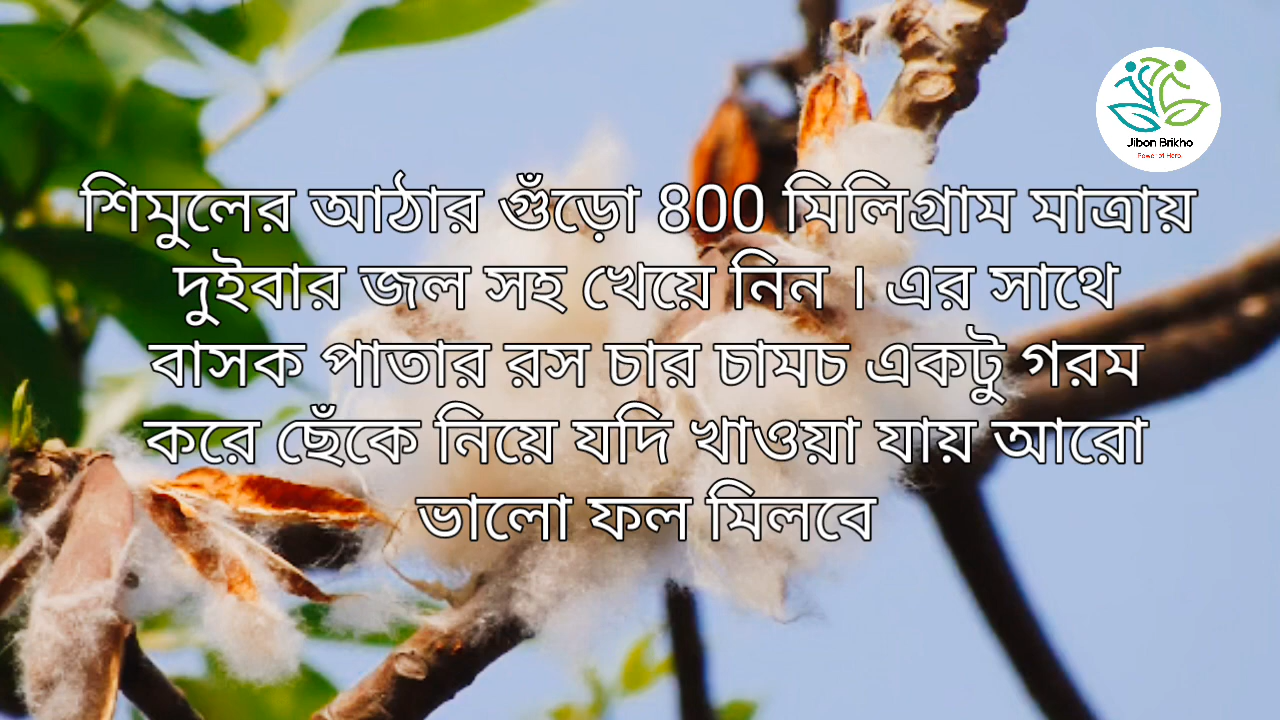 Jibon Brikho
শিমুলের আঠার গুঁড়ো 800 মিলিগ্রাম মাত্রায়
দুইবার জল সহ খেয়ে নিন । এর সাথে
বাসক পাতার রস চার চামচ একটু গরম
করে ছেঁকে নিয়ে যদি খাওয়া যায় আরো
ভালো ফল মিলবে